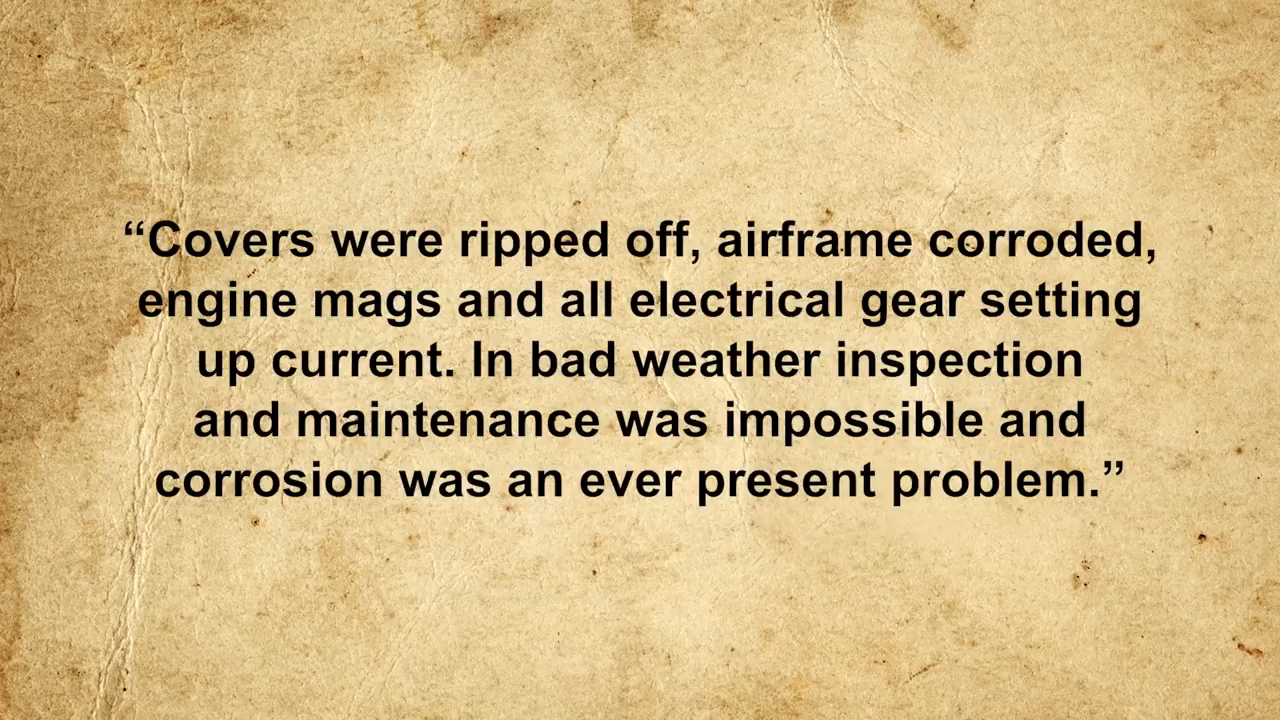 “Covers were ripped off, airframe corroded,
engine mags and all electrical gear setting
up current. In bad weather inspection
and maintenance was impossible and
corrosion was an ever present problem.”